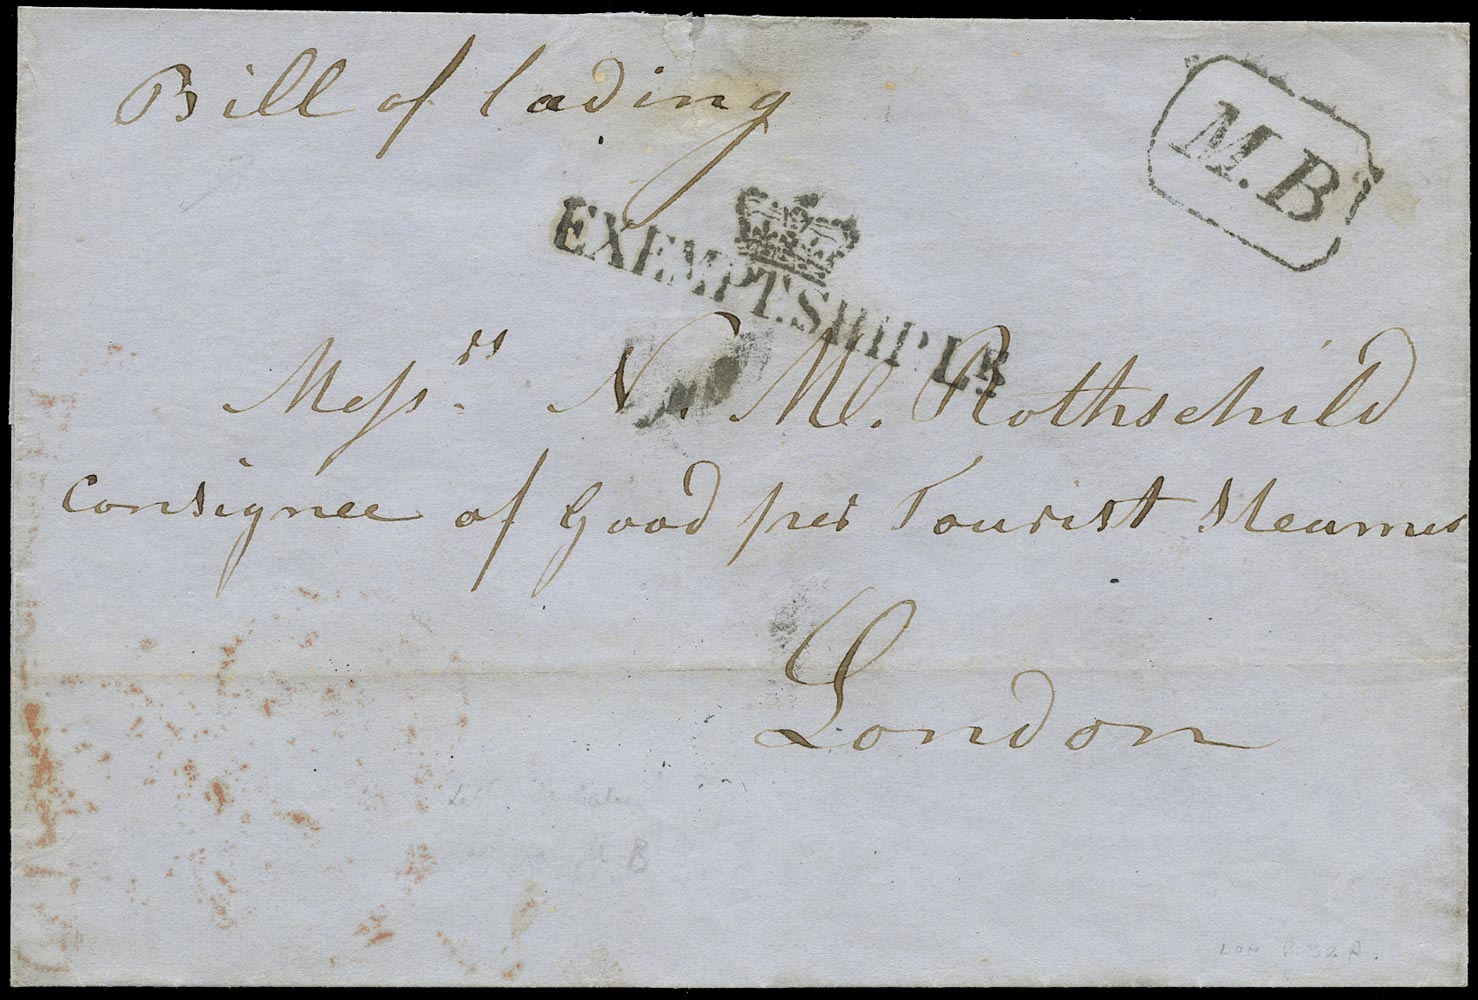 Bill of lading
M.B
EXEMPT.SHIP LR
Messrs. N. M. Rothschild
Consignee of Good per Tourist Steamer
London
M B